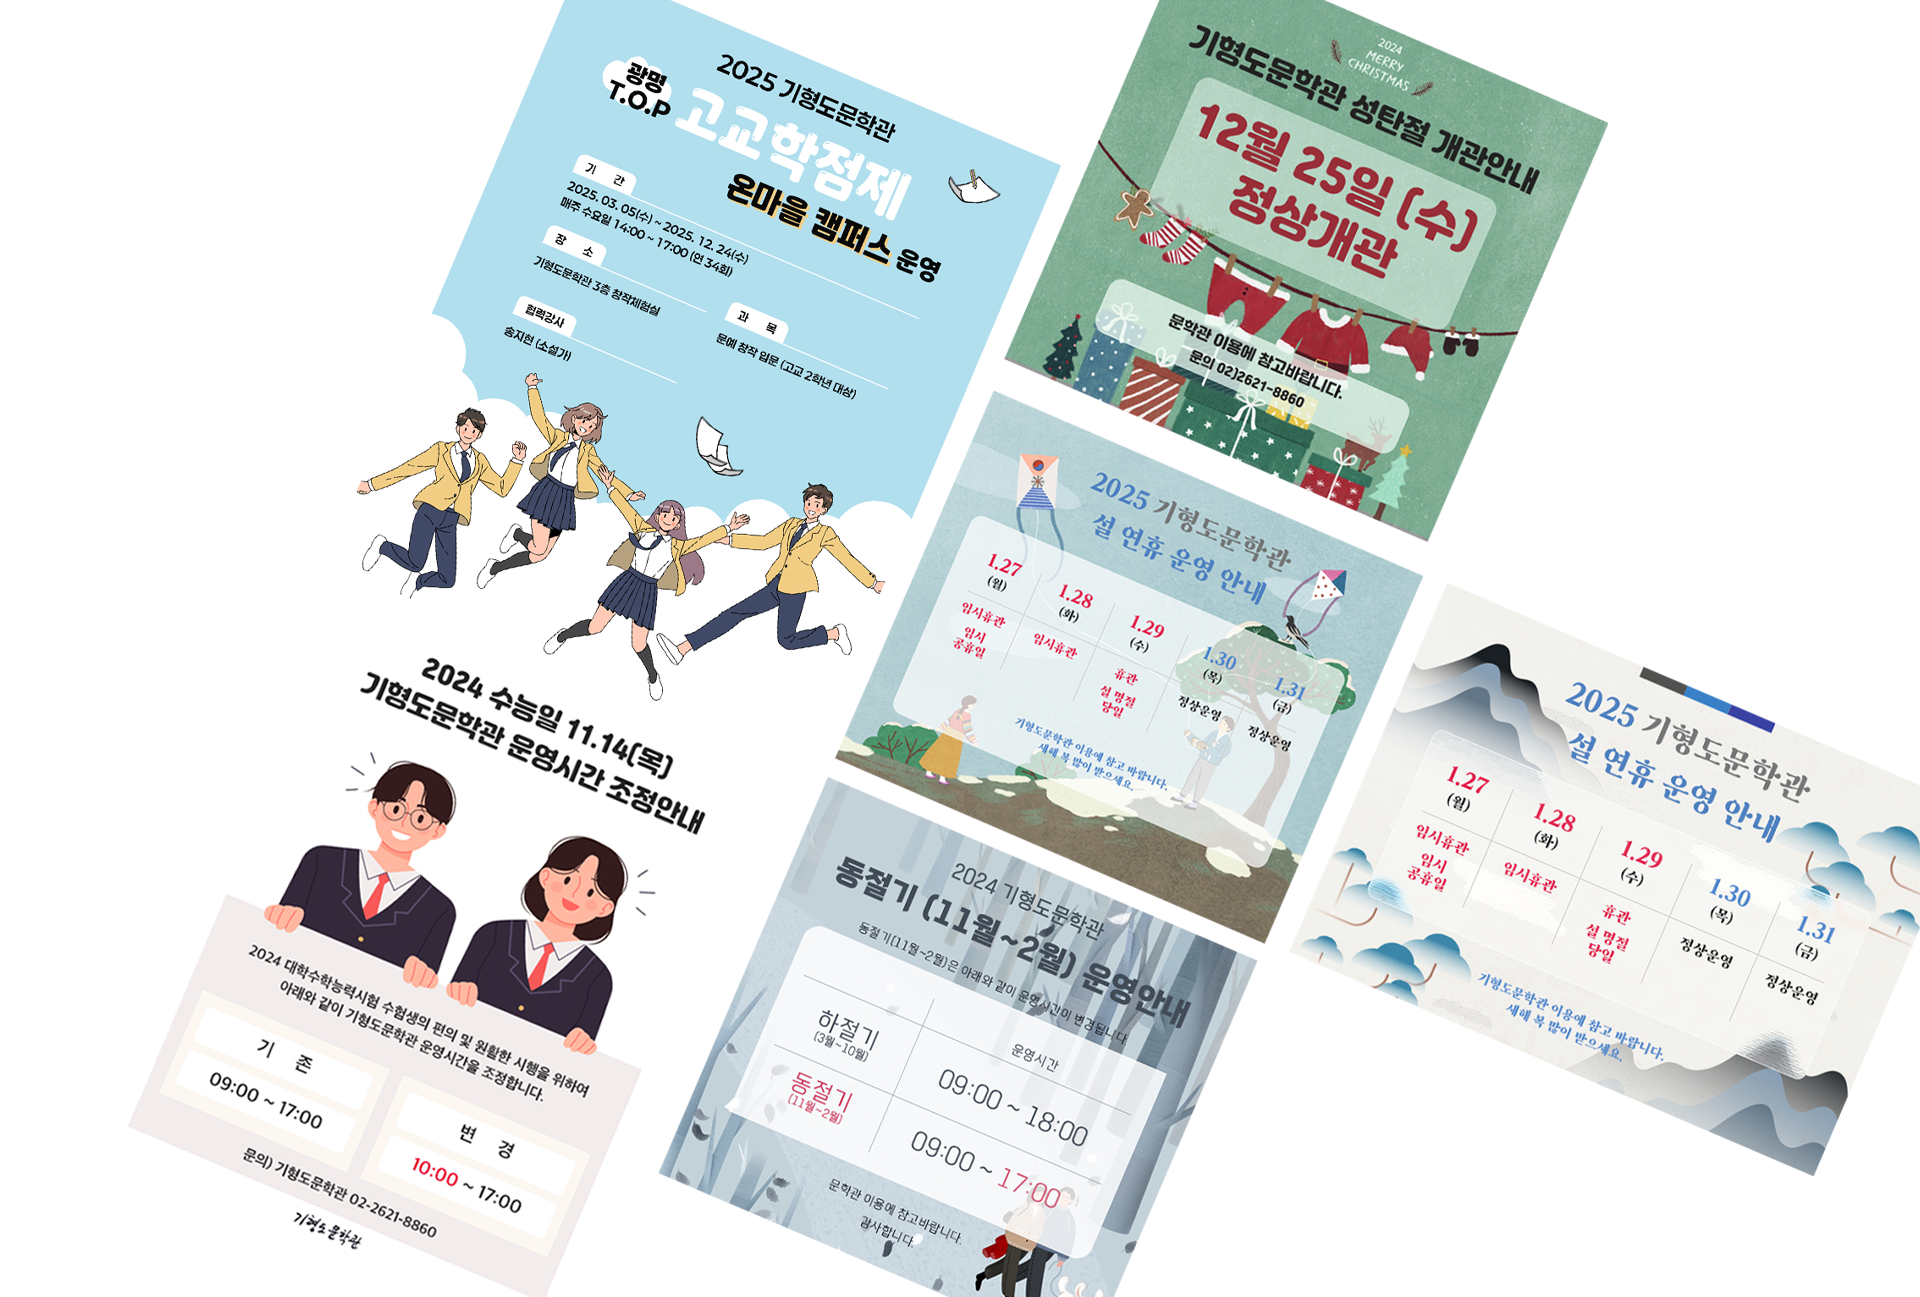 2025 기형도문학관
광명
T.O.P
고교학점제
온마을 캠퍼스 운영
기 간
2025. 03. 05(수) ~ 2025. 12. 24(수)
매주 수요일 14:00 ~ 17:00 (연 34회)
장 소
기형도문학관 3층 창작체험실
협력강사
송지현 (소설가)
과 목
문예 창작 입문 (고교 2학년 대상)
2024
MERRY
CHRISTMAS
기형도문학관 성탄절 개관안내
12월 25일 (수)
정상개관
문학관 이용에 참고바랍니다.
문의 02)2621-8860
2025 기형도문학관
설 연휴 운영 안내
1.27
(월)
임시휴관
임시
공휴일
1.28
(화)
임시휴관
1.29
(수)
휴관
설 명절
당일
1.30
(목)
정상운영
1.31
(금)
정상운영
기형도문학관 이용에 참고 바랍니다.
새해 복 많이 받으세요.
2025 기형도문학관
설 연휴 운영 안내
1.27
(월)
임시휴관
임시
공휴일
1.28
(화)
임시휴관
1.29
(수)
휴관
설 명절
당일
1.30
(목)
정상운영
1.31
(금)
정상운영
기형도문학관 이용에 참고 바랍니다.
새해 복 많이 받으세요.
2024 수능일 11.14(목)
기형도문학관 운영시간 조정안내
2024 대학수학능력시험 수험생의 편의 및 원활한 시행을 위하여
아래와 같이 기형도문학관 운영시간을 조정합니다.
기 존
09:00 ~ 17:00
변 경
10:00 ~ 17:00
문의) 기형도문학관 02-2621-8860
기형도문학관
2024 기형도문학관
동절기 (11월~2월) 운영안내
동절기(11월~2월)은 아래와 같이 운영시간이 변경됩니다.
운영시간
하절기
(3월~10월)
09:00 ~ 18:00
동절기
(11월~2월)
09:00 ~ 17:00
문학관 이용에 참고바랍니다.
감사합니다.